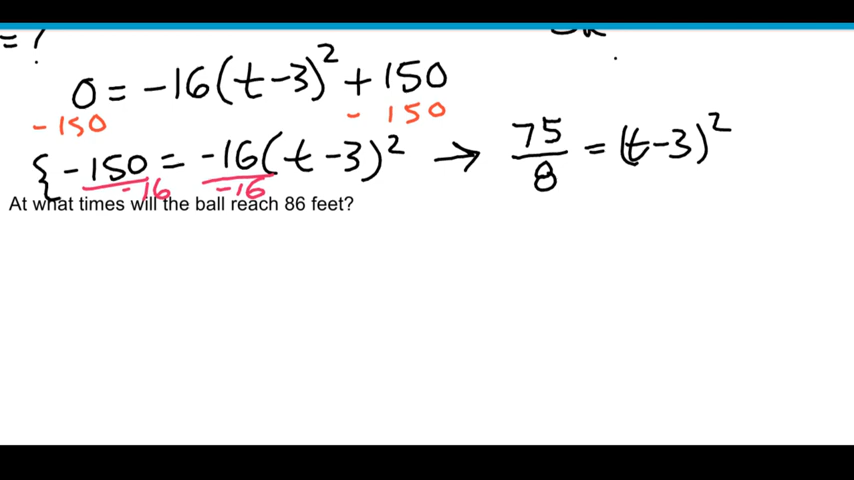 = ?
0 = -16(t-3)² + 150
-150 - 150
{ -150 = -16(t-3)² → 75/8 = (t-3)²
-16 -16
At what times will the ball reach 86 feet?